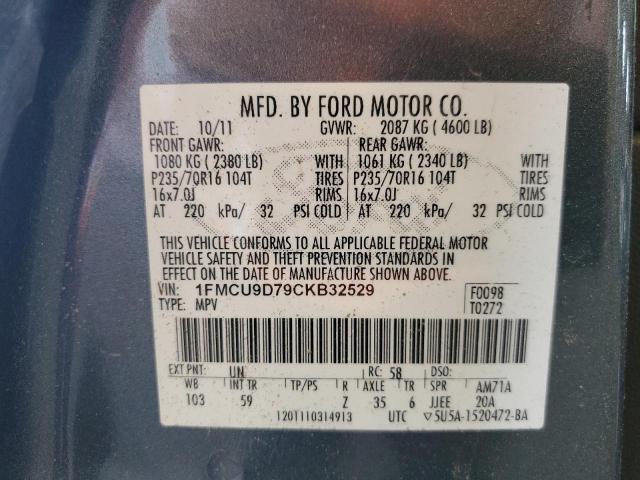 MFD. BY FORD MOTOR CO.
DATE: 10/11 GVWR: 2087 KG ( 4600 LB)
FRONT GAWR: REAR GAWR:
1080 KG ( 2380 LB) WITH 1061 KG ( 2340 LB) WITH
P235/70R16 104T TIRES P235/70R16 104T TIRES
16x7.0J RIMS 16x7.0J RIMS
AT 220 kPa/ 32 PSI COLD AT 220 kPa/ 32 PSI COLD
THIS VEHICLE CONFORMS TO ALL APPLICABLE FEDERAL MOTOR
VEHICLE SAFETY AND THEFT PREVENTION STANDARDS IN
EFFECT ON THE DATE OF MANUFACTURE SHOWN ABOVE.
VIN: 1FMCU9D79CKB32529 F0098
TYPE: MPV T0272
EXT PNT: UN RC: 58 DSO:
WB INT TR TP/PS R AXLE TR SPR AM71A
103 59 Z 35 6 JJEE 20A
1201110314913 UTC ▽5U5A-1520472-BA